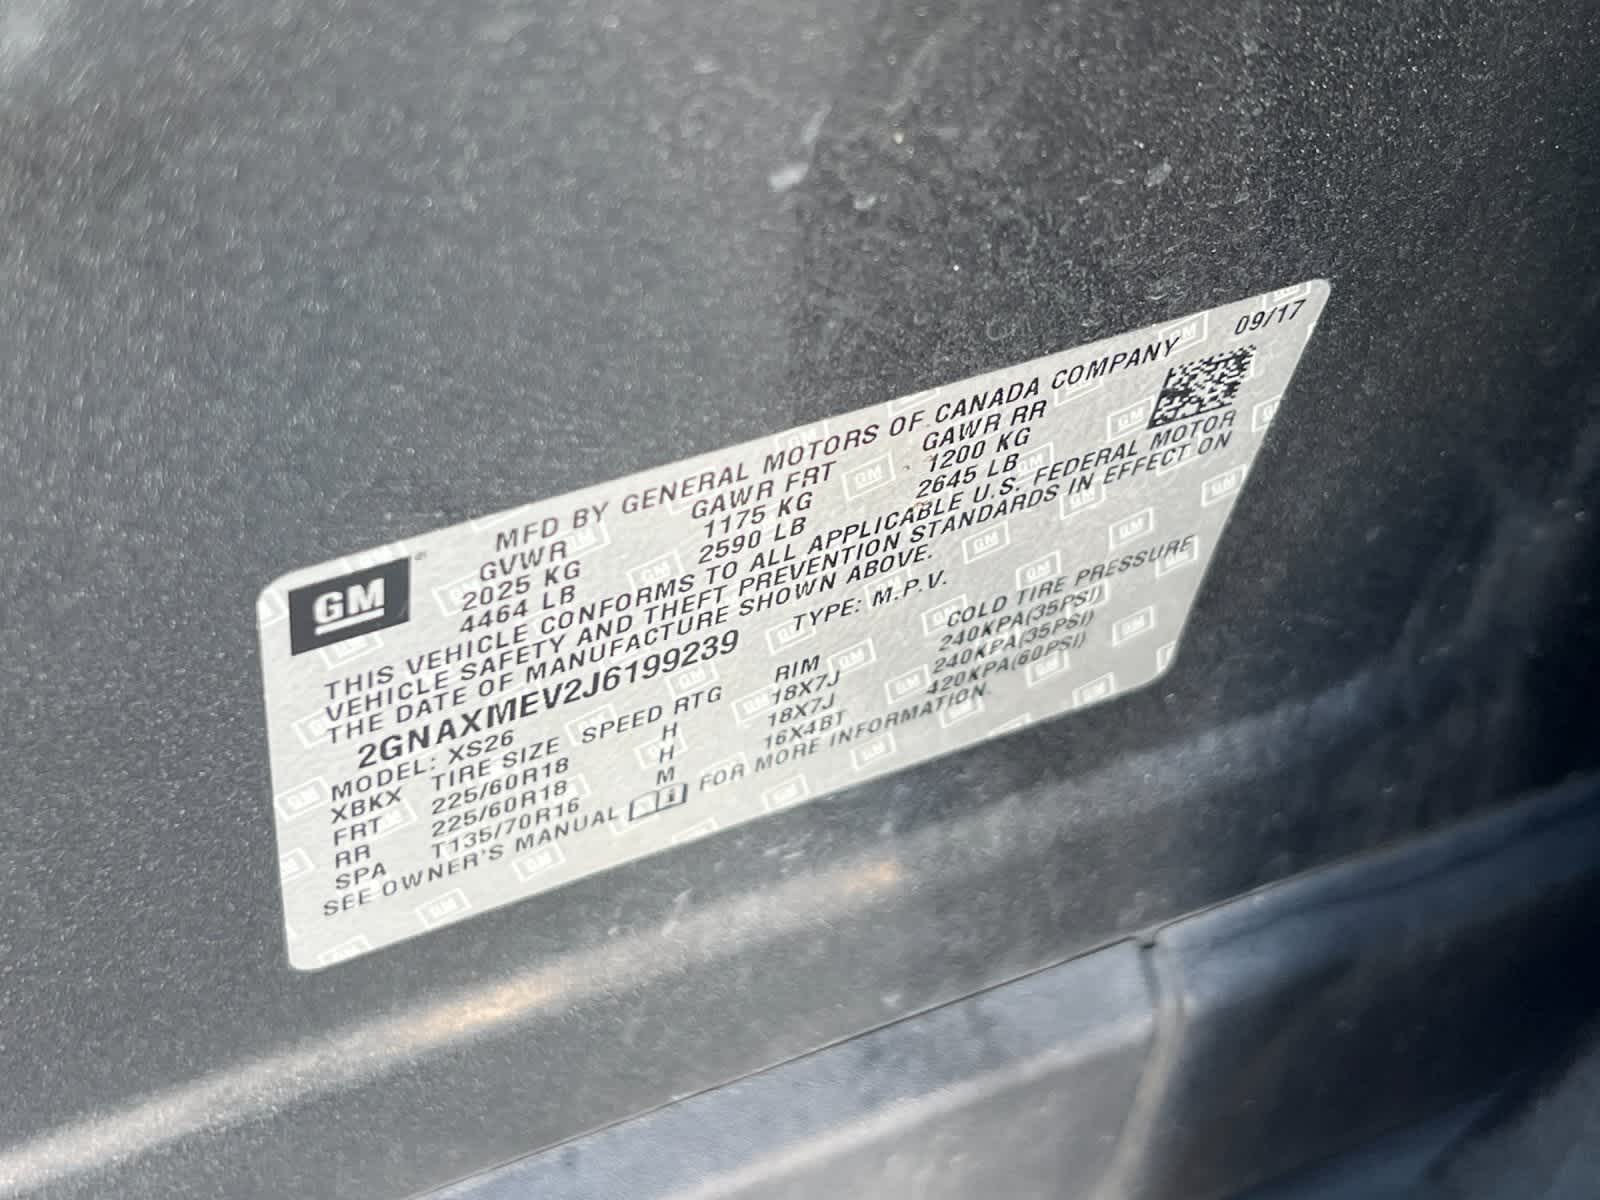 09/17
GM
MFD BY GENERAL MOTORS OF CANADA COMPANY
GVWR GAWR FRT GAWR RR
2025 KG 1175 KG 1200 KG
4464 LB 2590 LB 2645 LB
THIS VEHICLE CONFORMS TO ALL APPLICABLE U.S. FEDERAL MOTOR
VEHICLE SAFETY AND THEFT PREVENTION STANDARDS IN EFFECT ON
THE DATE OF MANUFACTURE SHOWN ABOVE.
2GNAXMEV2J6199239 TYPE: M.P.V.
MODEL: XS26
XBKX TIRE SIZE SPEED RTG RIM COLD TIRE PRESSURE
FRT 225/60R18 H 18X7J 240KPA(35PSI)
RR 225/60R18 H 18X7J 240KPA(35PSI)
SPA T135/70R16 M 16X4BT 420KPA(60PSI)
SEE OWNER'S MANUAL FOR MORE INFORMATION.